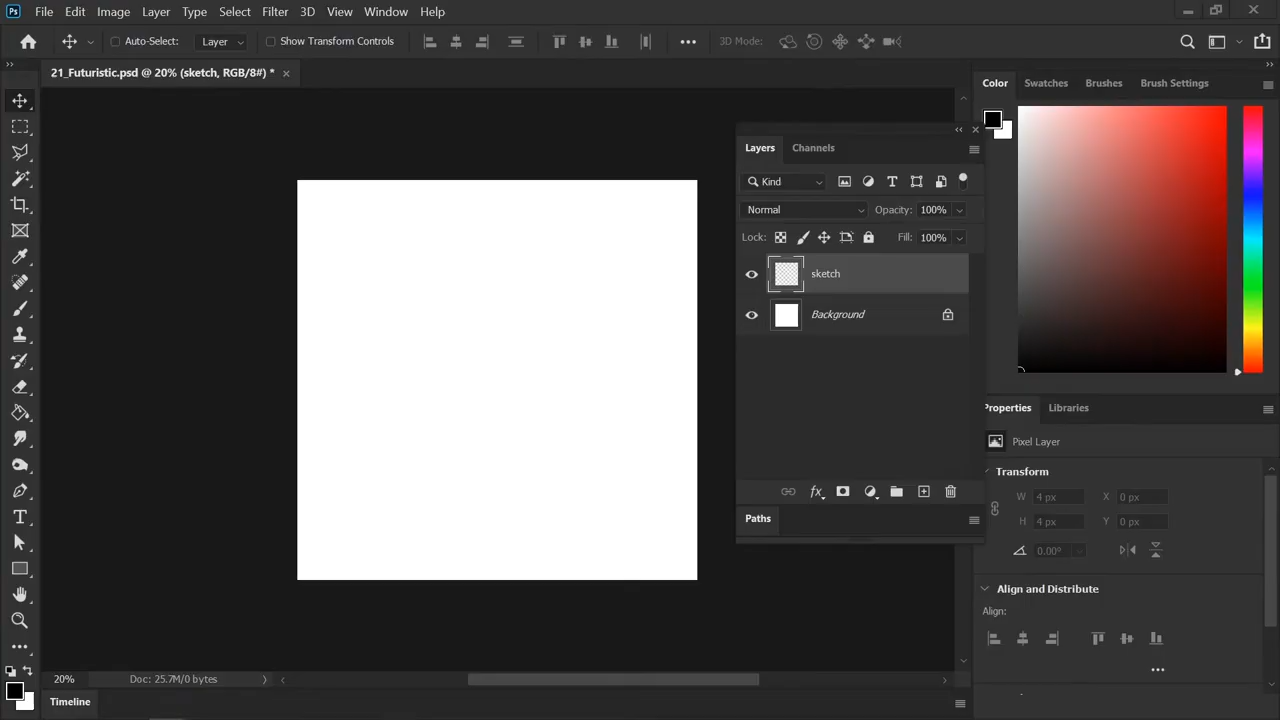 Ps File Edit Image Layer Type Select Filter 3D View Window Help
Auto-Select: Layer Show Transform Controls 3D Mode:
21_Futuristic.psd @ 20% (sketch, RGB/8#) *
Color Swatches Brushes Brush Settings
Layers Channels
Kind
Normal Opacity: 100%
Lock: Fill: 100%
sketch
Background
Properties Libraries
Pixel Layer
Transform
W 4 px X 0 px
fx
Paths
H 4 px Y 0 px
0.00°
Align and Distribute
Align:
20% Doc: 25.7M/0 bytes
Timeline